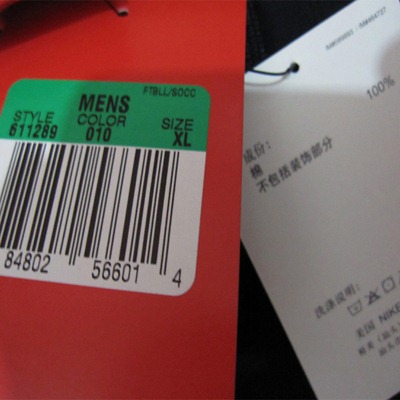 FTBLL/SOCC
MENS
STYLE COLOR SIZE
611289 010 XL
84802 56601 4
100%
成份:
棉
不包括装饰部分
洗涤说明:
美国 NIKE